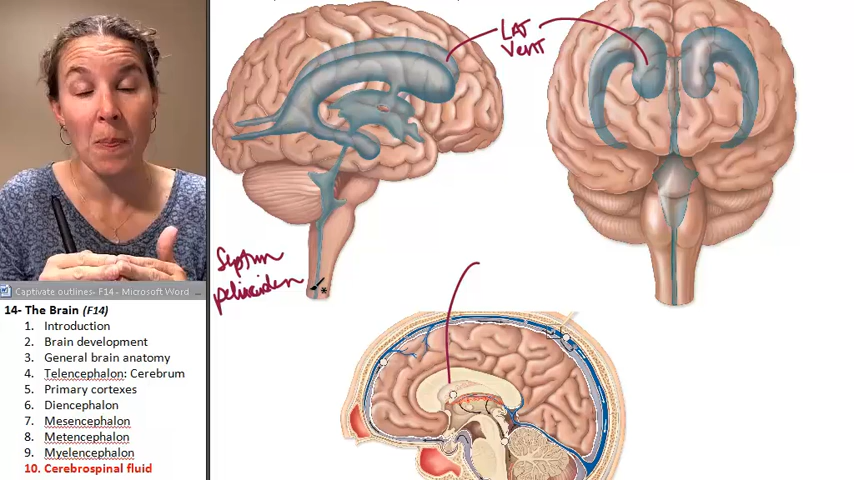 LAT
VENT
Septum
pellucidum
Captivate outlines- F14 - Microsoft Word
14- The Brain (F14)
1. Introduction
2. Brain development
3. General brain anatomy
4. Telencephalon: Cerebrum
5. Primary cortexes
6. Diencephalon
7. Mesencephalon
8. Metencephalon
9. Myelencephalon
10. Cerebrospinal fluid
*